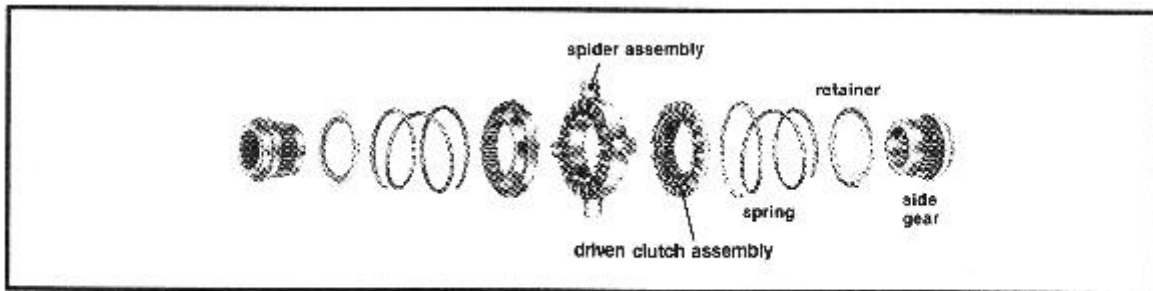 spider assembly
retainer
side
gear
spring
driven clutch assembly